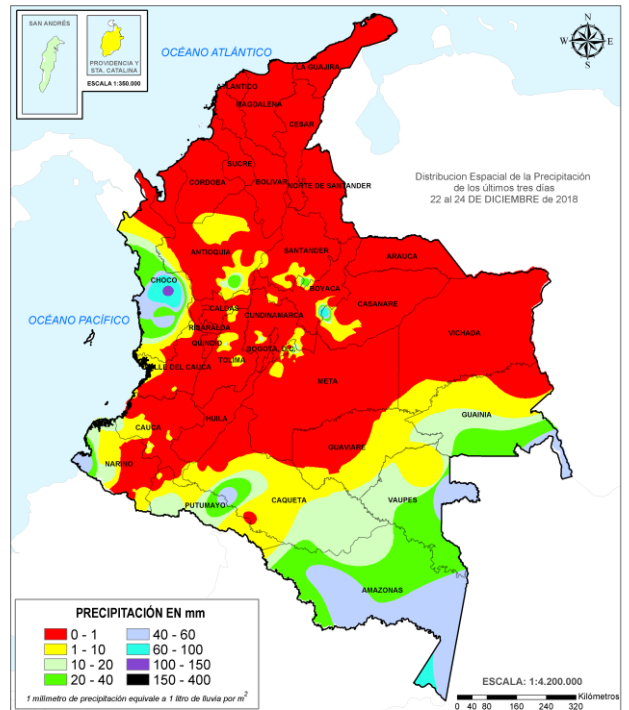 SAN ANDRÉS
PROVIDENCIA Y
STA. CATALINA
ESCALA 1:350.000
OCÉANO ATLÁNTICO
N
W E
S
LA GUAJIRA
ATLANTICO
MAGDALENA
CESAR
SUCRE
CORDOBA
BOLIVAR
NORTE DE SANTANDER
Distribucion Espacial de la Precipitación
de los últimos tres días
22 al 24 DE DICIEMBRE de 2018
ANTIOQUIA
SANTANDER
ARAUCA
CHOCO
BOYACA
CASANARE
OCÉANO PACÍFICO
CALDAS
CUNDINAMARCA
RISARALDA
VICHADA
QUINDIO
BOGOTA, D.C.
TOLIMA
VALLE DEL CAUCA
META
GUAINIA
CAUCA
HUILA
GUAVIARE
NARIÑO
CAQUETA
VAUPES
PUTUMAYO
AMAZONAS
PRECIPITACIÓN EN mm
0 - 1
40 - 60
1 - 10
60 - 100
10 - 20
100 - 150
20 - 40
150 - 400
1 milimetro de precipitación equivale a 1 litro de lluvia por m²
ESCALA: 1:4.200.000
Kilómetros
0 40 80 160 240 320